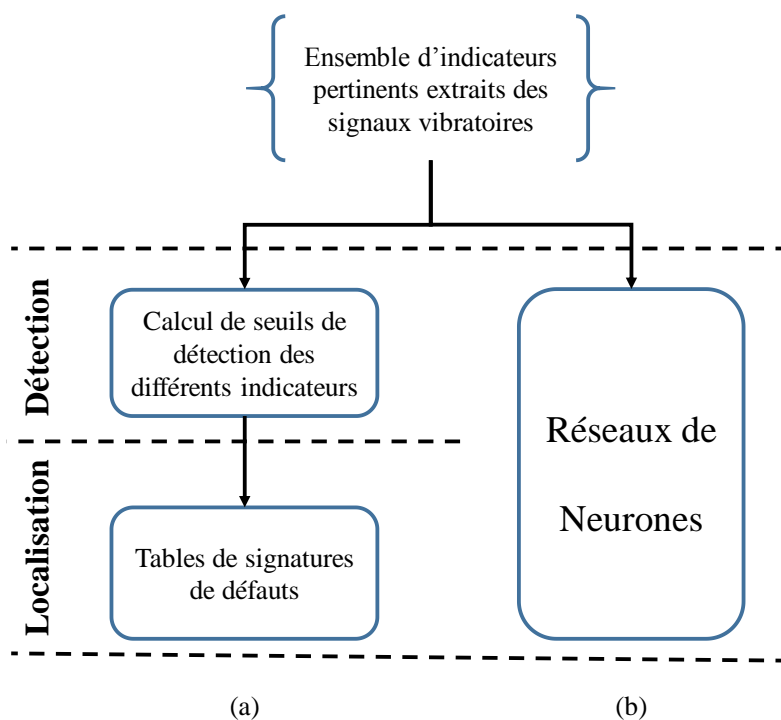 Ensemble d’indicateurs
pertinents extraits des
signaux vibratoires
Détection
Calcul de seuils de
détection des
différents indicateurs
Réseaux de
Neurones
Localisation
Tables de signatures
de défauts
(a)
(b)